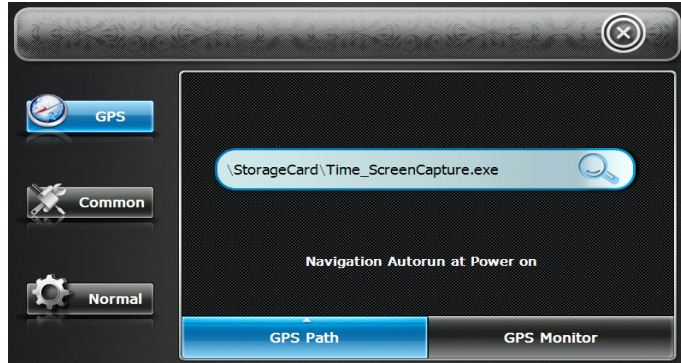 GPS
\StorageCard\Time_ScreenCapture.exe
Common
Navigation Autorun at Power on
Normal
GPS Path
GPS Monitor